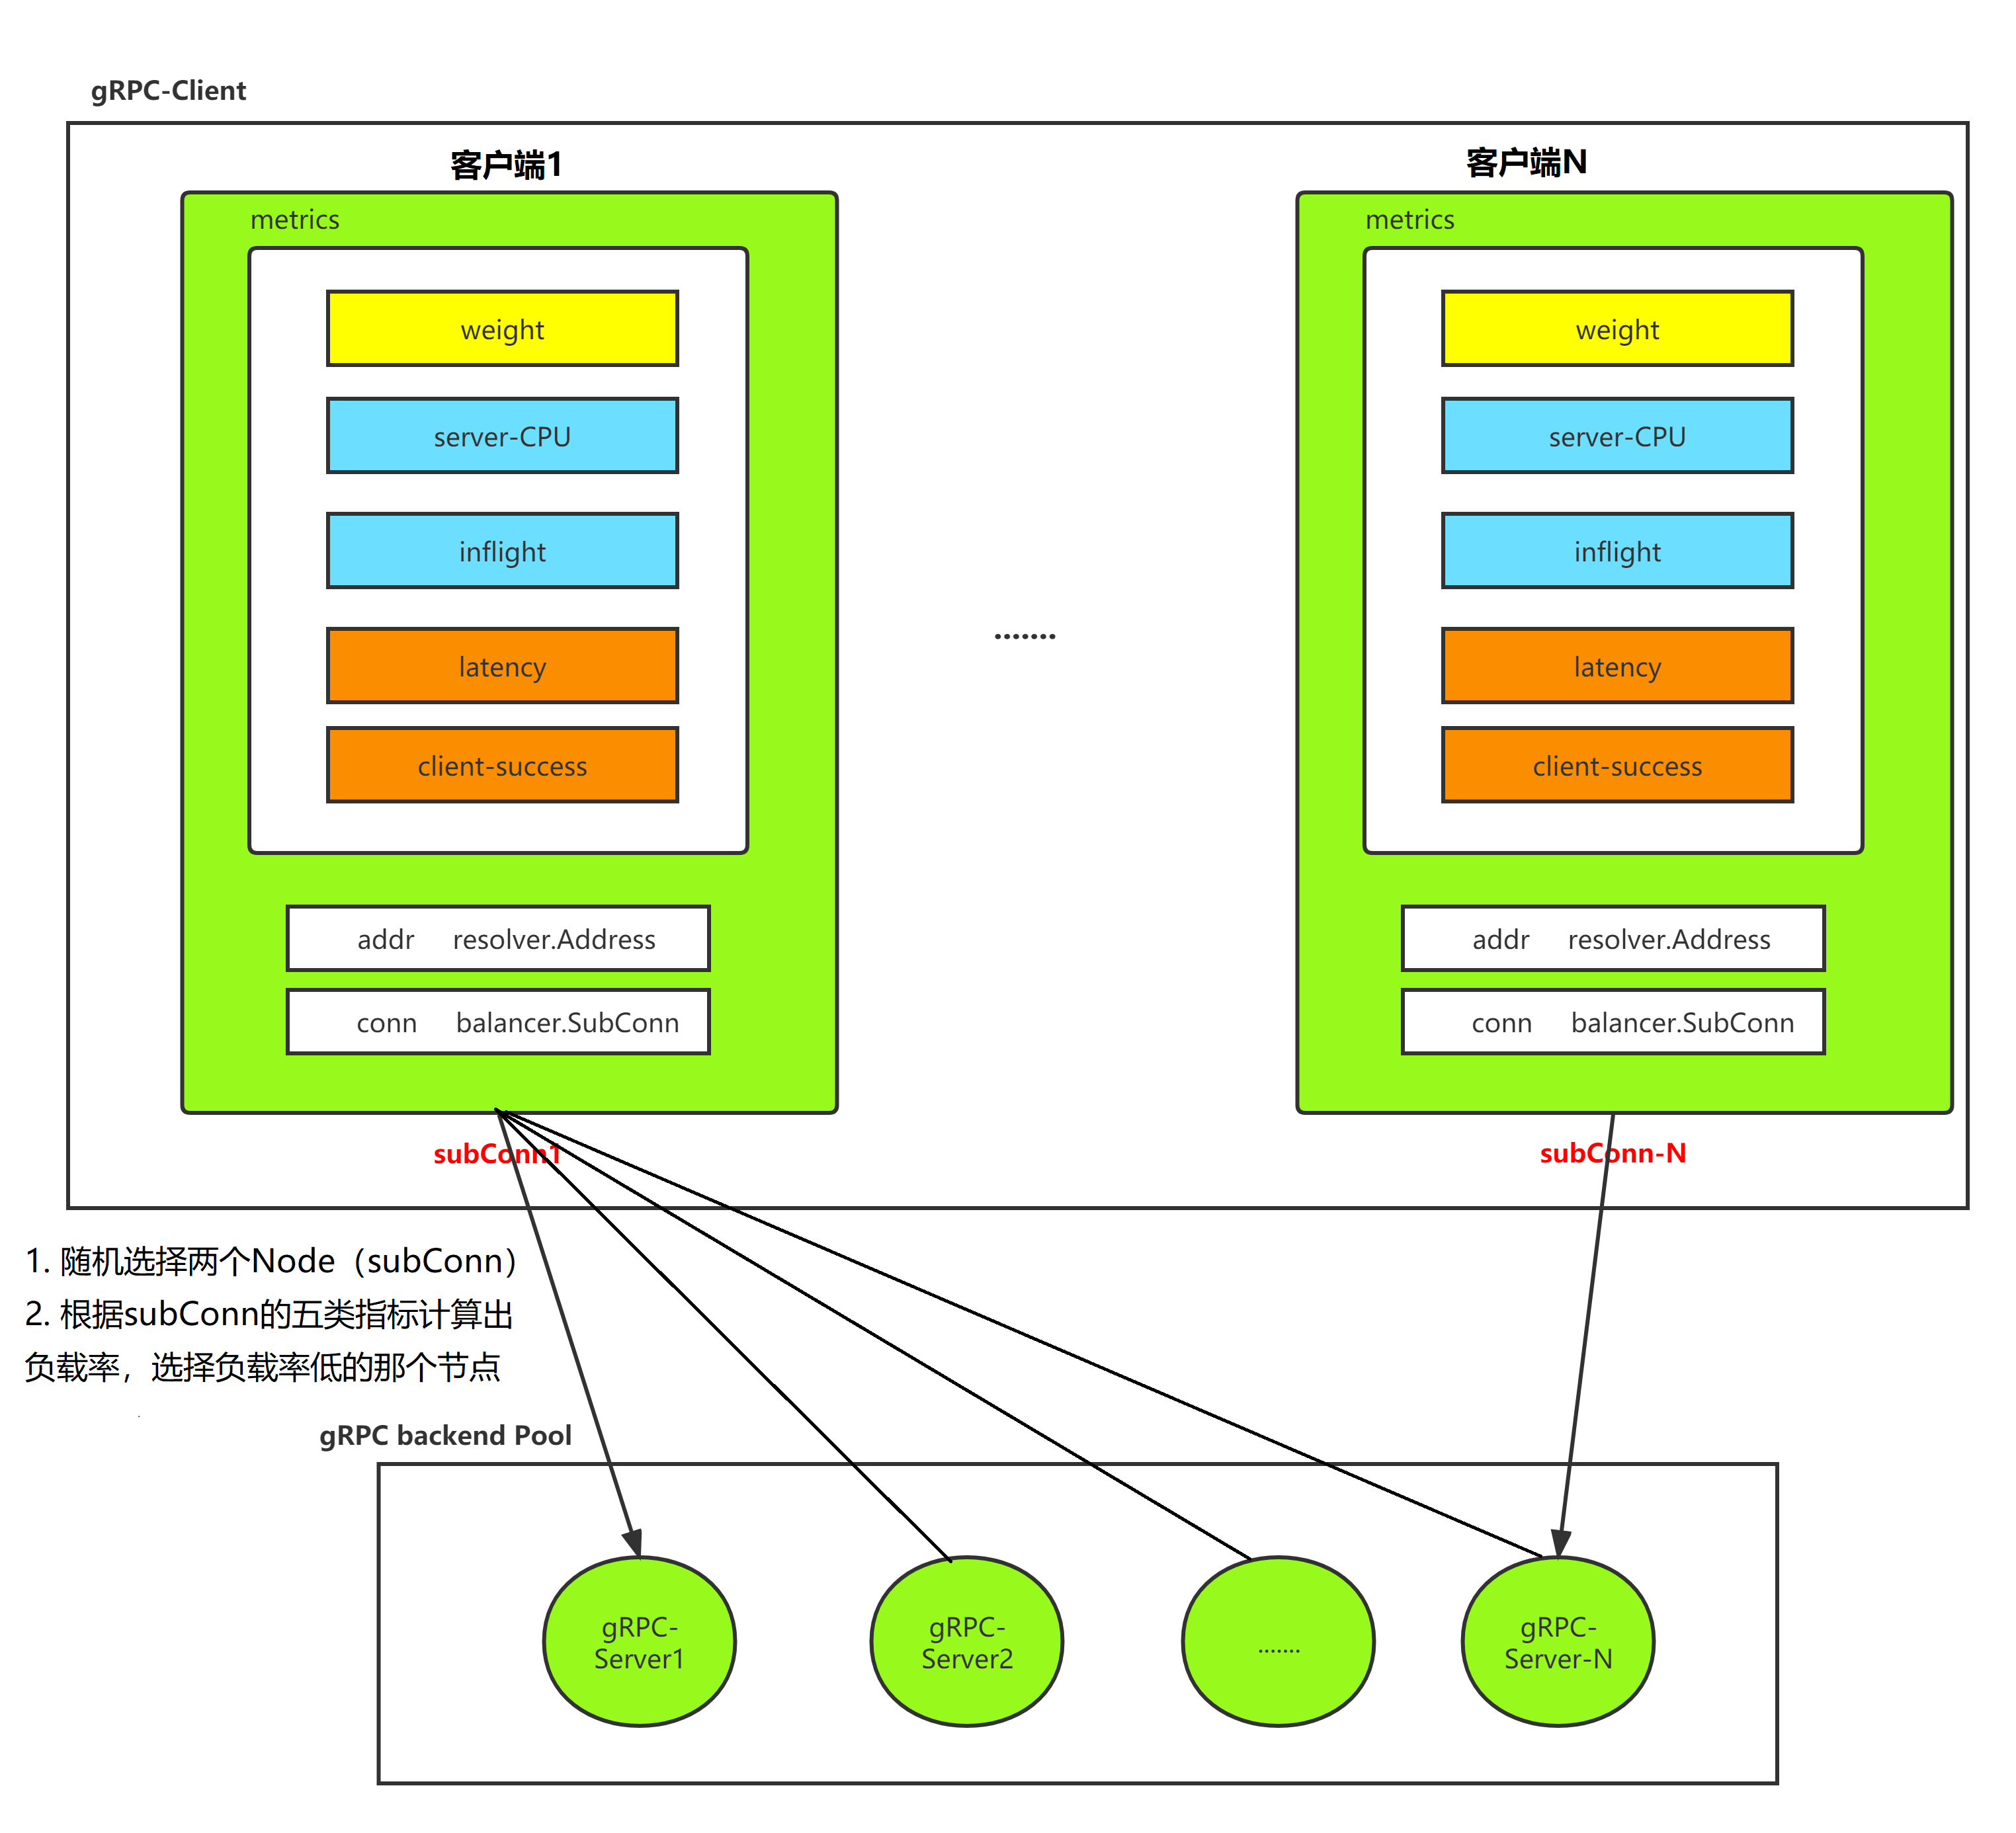 gRPC-Client
客户端1
客户端N
metrics
metrics
weight
weight
server-CPU
server-CPU
inflight
inflight
.......
latency
latency
client-success
client-success
addr resolver.Address
addr resolver.Address
conn balancer.SubConn
conn balancer.SubConn
subConn1
subConn-N
1. 随机选择两个Node（subConn）
2. 根据subConn的五类指标计算出
负载率，选择负载率低的那个节点
gRPC backend Pool
gRPC-
Server1
gRPC-
Server2
.......
gRPC-
Server-N